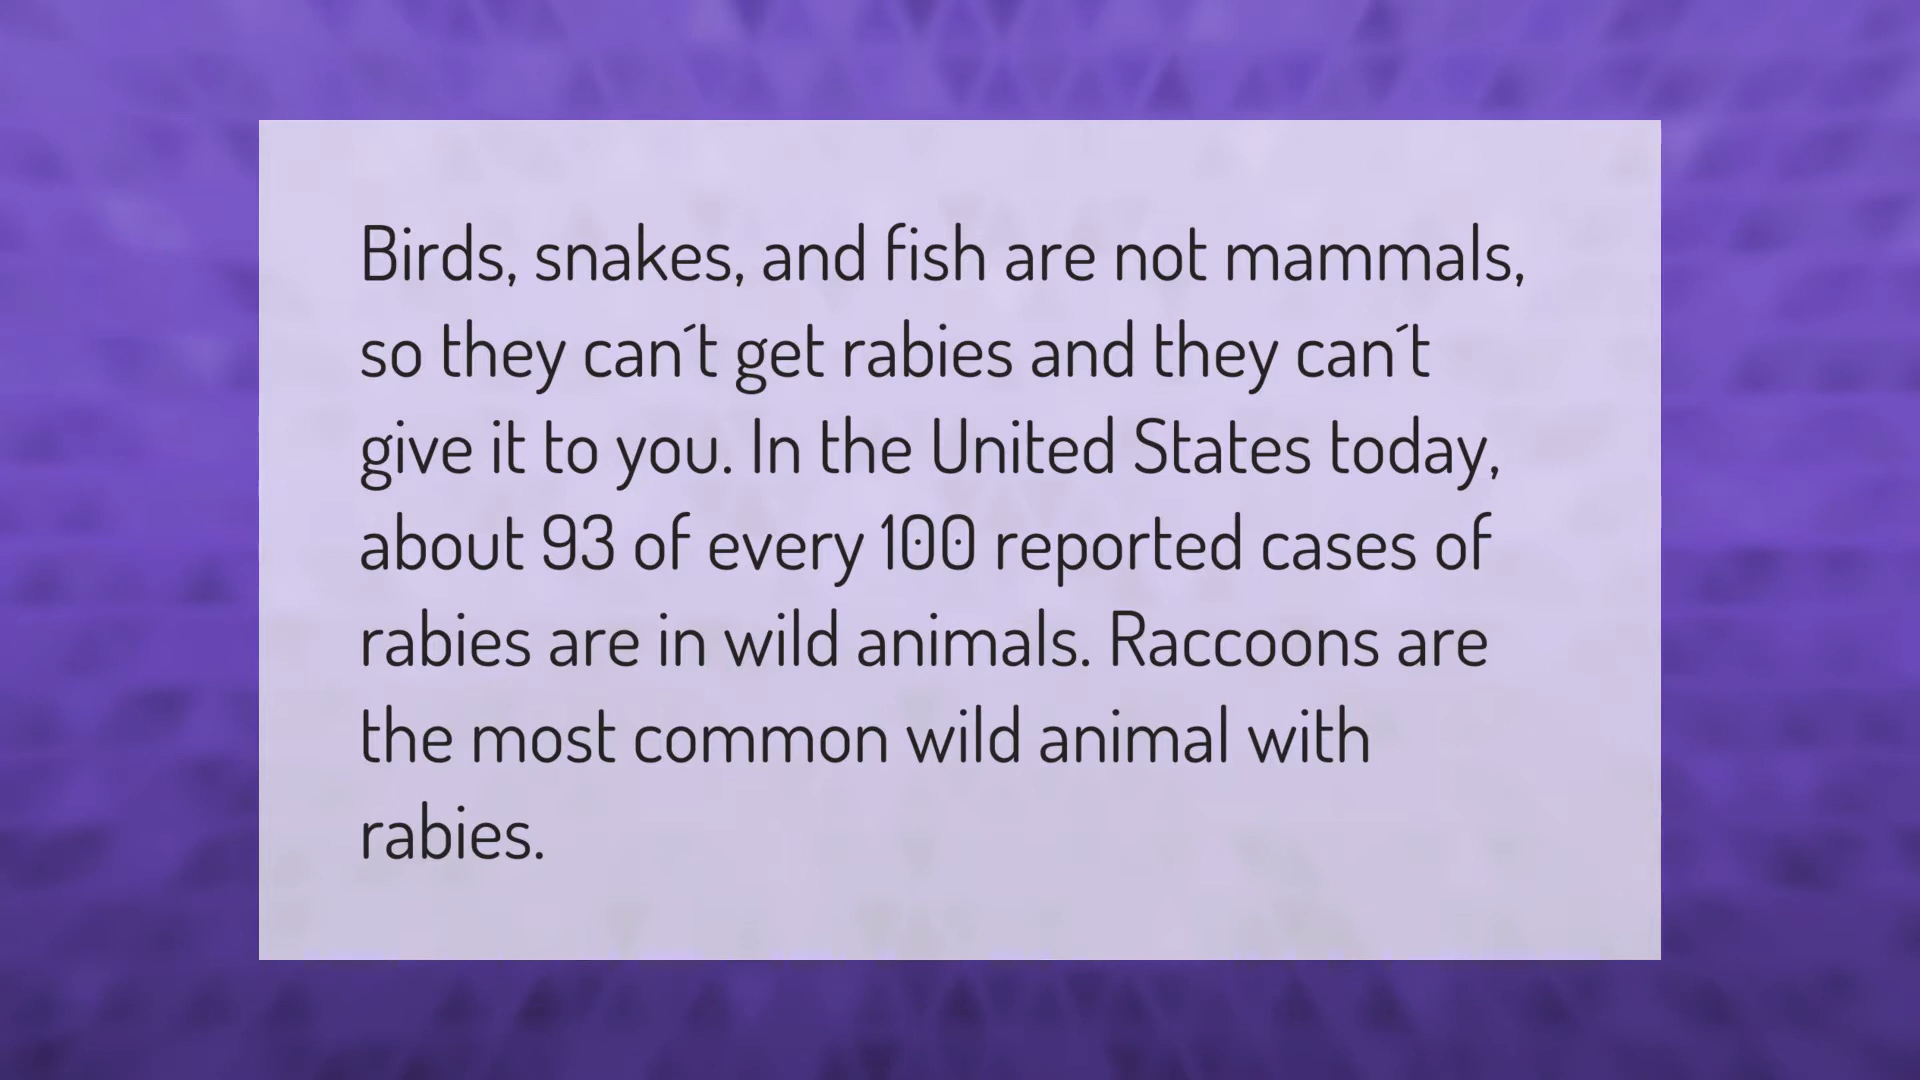 Birds, snakes, and fish are not mammals,
so they can´t get rabies and they can´t
give it to you. In the United States today,
about 93 of every 100 reported cases of
rabies are in wild animals. Raccoons are
the most common wild animal with
rabies.